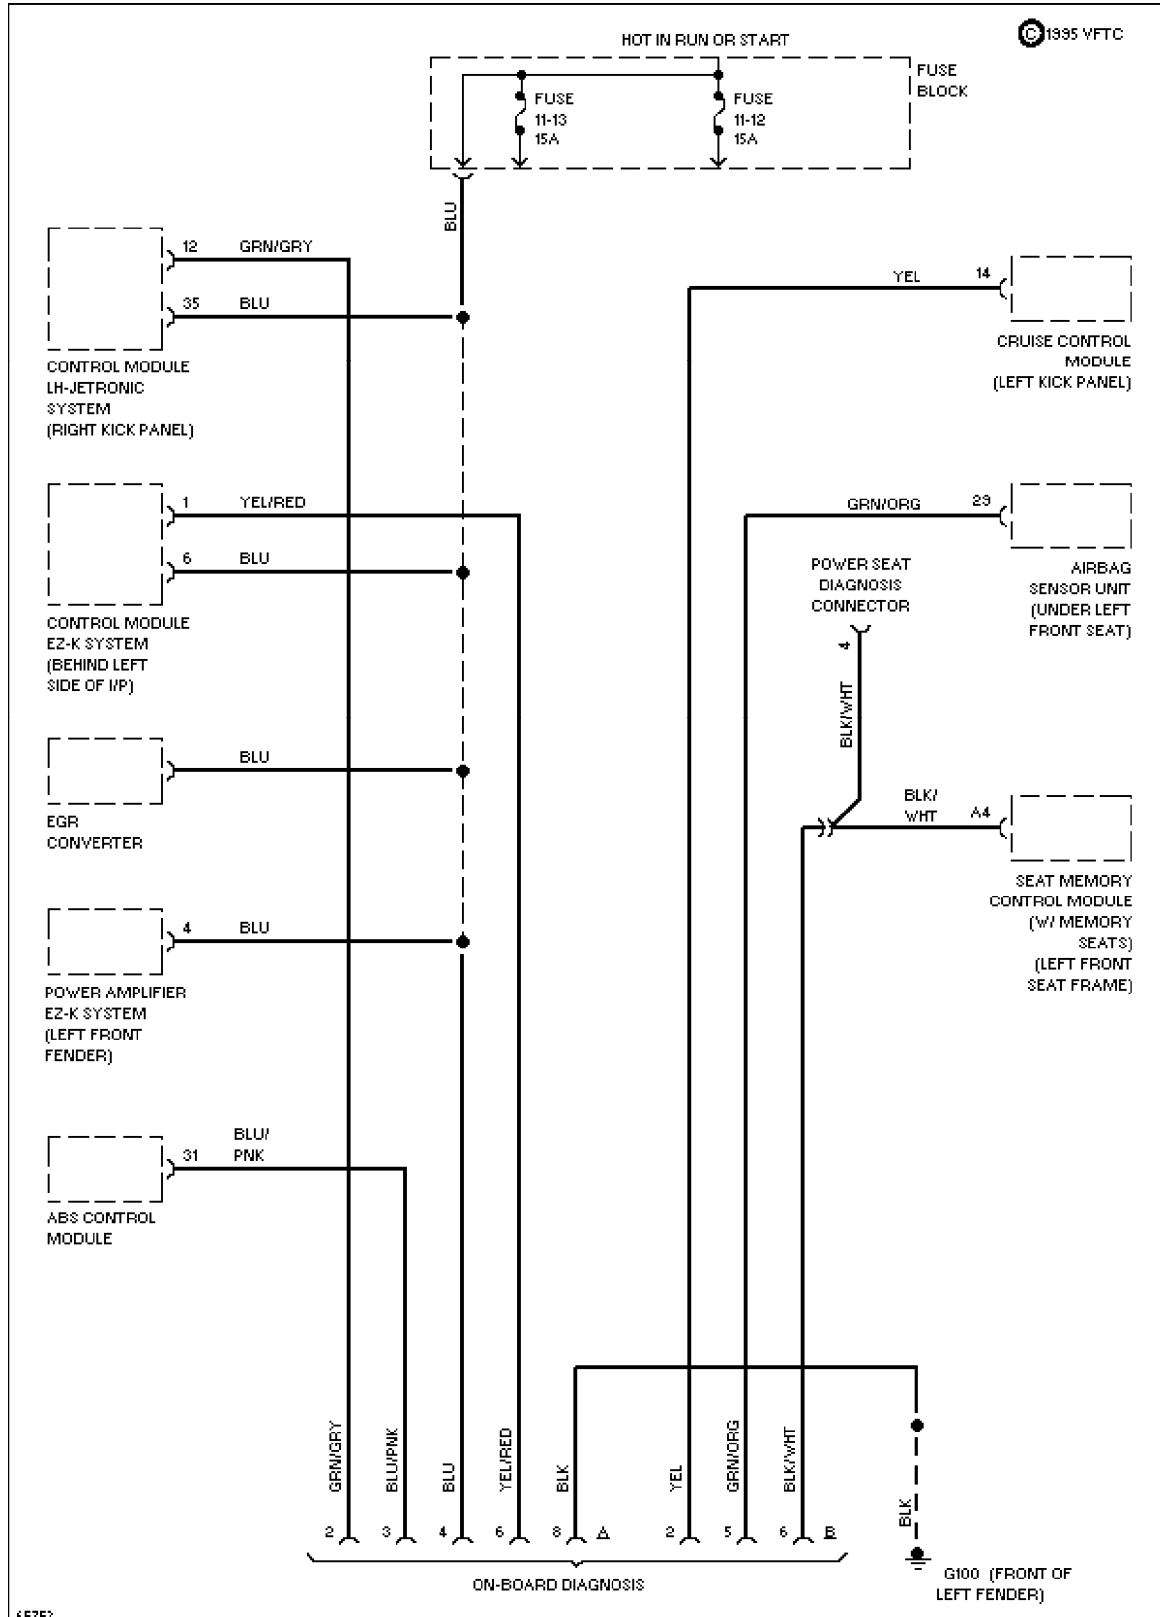 HOT IN RUN OR START
© 1995 VFTC
FUSE
BLOCK
FUSE
11-13
15A
FUSE
11-12
15A
BLU
12 GRN/GRY
35 BLU
CONTROL MODULE
LH-JETRONIC
SYSTEM
(RIGHT KICK PANEL)
YEL 14
CRUISE CONTROL
MODULE
(LEFT KICK PANEL)
1 YEL/RED
6 BLU
CONTROL MODULE
EZ-K SYSTEM
(BEHIND LEFT
SIDE OF I/P)
GRN/ORG 29
AIRBAG
SENSOR UNIT
(UNDER LEFT
FRONT SEAT)
POWER SEAT
DIAGNOSIS
CONNECTOR
4
BLK/WHT
BLU
EGR
CONVERTER
BLK/
WHT A4
SEAT MEMORY
CONTROL MODULE
(W/ MEMORY
SEATS)
(LEFT FRONT
SEAT FRAME)
4 BLU
POWER AMPLIFIER
EZ-K SYSTEM
(LEFT FRONT
FENDER)
BLU/
31 PNK
ABS CONTROL
MODULE
GRN/GRY
BLU/PNK
BLU
YEL/RED
BLK
YEL
GRN/ORG
BLK/WHT
BLK
2 3 4 6 8 A 2 5 6 B
ON-BOARD DIAGNOSIS
G100 (FRONT OF
LEFT FENDER)